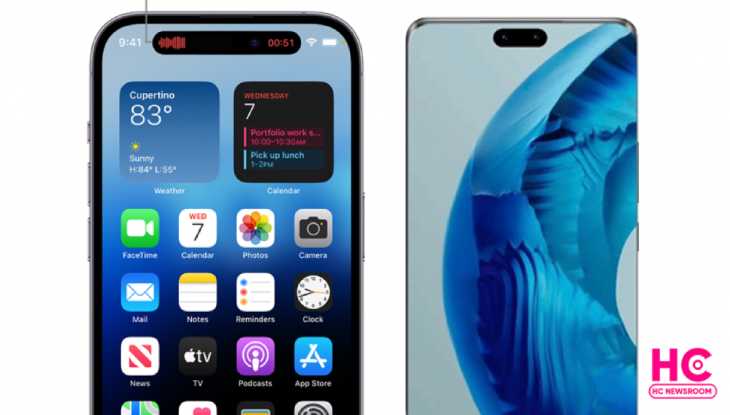 9:41
00:51
Cupertino
83°
Sunny
H:84° L:55°
Weather
WEDNESDAY
7
Portfolio work s...
10:00–10:30AM
Pick up lunch
1–2PM
Calendar
FaceTime
WED
7
Calendar
Photos
Camera
Mail
Notes
Reminders
Clock
News
tv
TV
Podcasts
App Store
HC
HC NEWSROOM